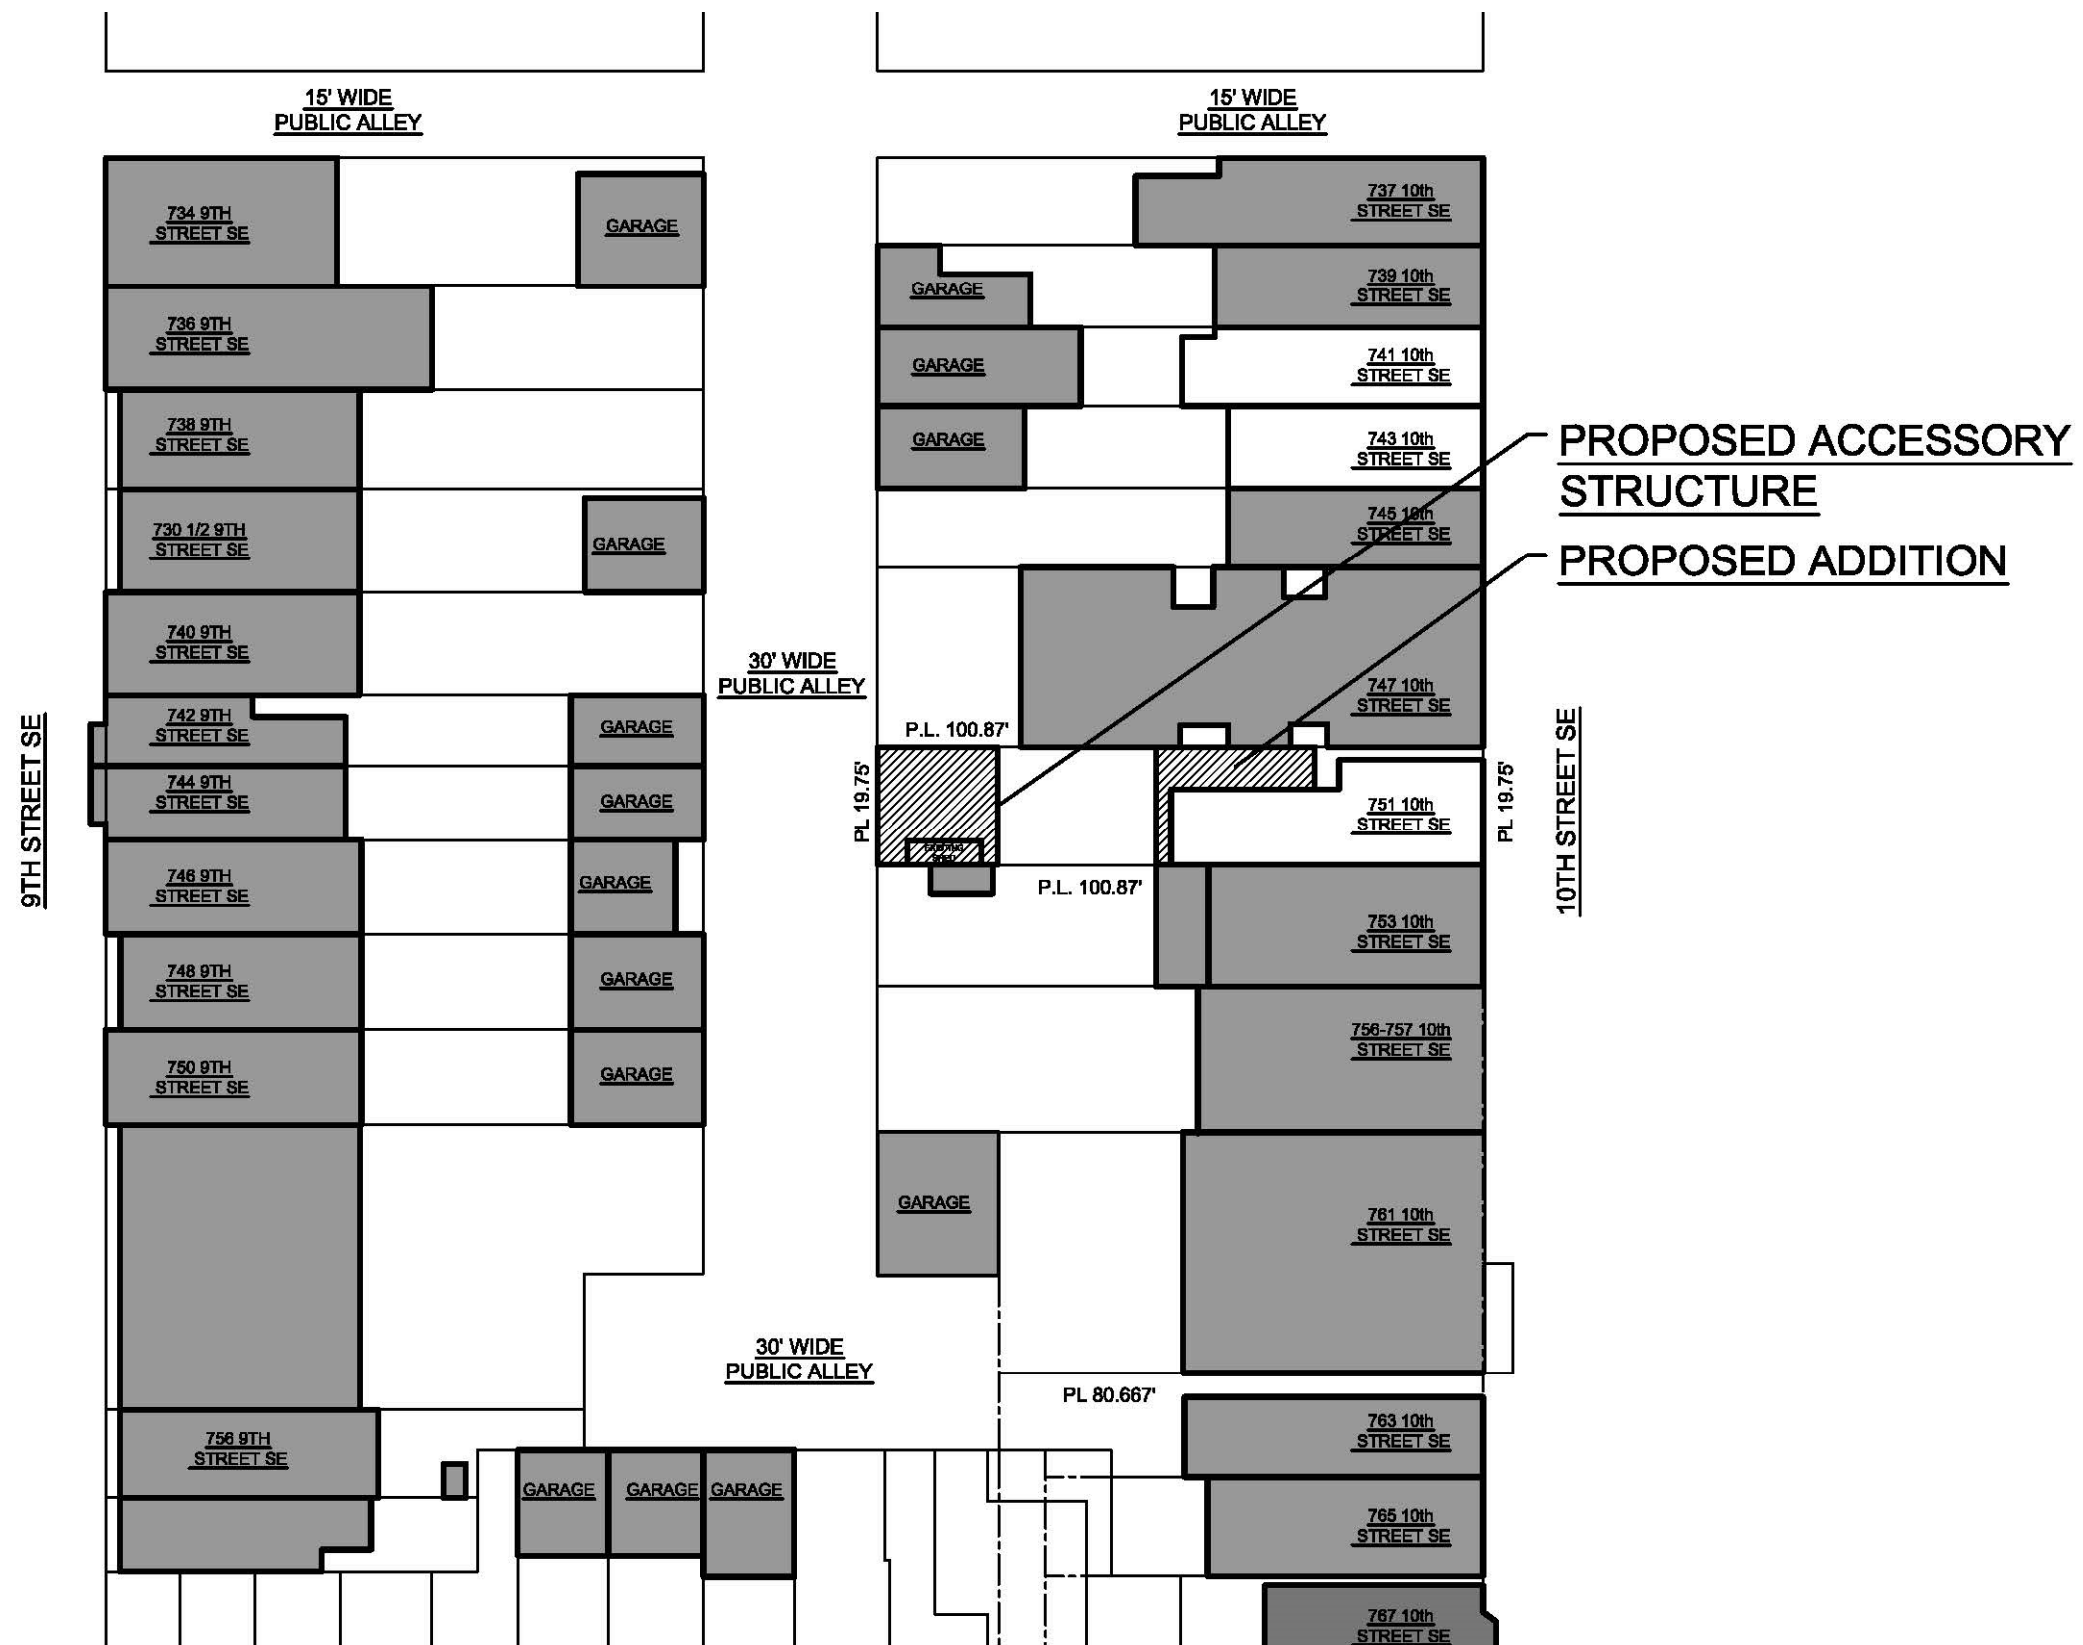 15' WIDE
PUBLIC ALLEY
15' WIDE
PUBLIC ALLEY
734 9TH
STREET SE
GARAGE
736 9TH
STREET SE
738 9TH
STREET SE
730 1/2 9TH
STREET SE
GARAGE
740 9TH
STREET SE
742 9TH
STREET SE
GARAGE
744 9TH
STREET SE
GARAGE
746 9TH
STREET SE
GARAGE
748 9TH
STREET SE
GARAGE
750 9TH
STREET SE
GARAGE
756 9TH
STREET SE
9TH STREET SE
30' WIDE
PUBLIC ALLEY
30' WIDE
PUBLIC ALLEY
GARAGE
GARAGE
GARAGE
737 10th
STREET SE
GARAGE
739 10th
STREET SE
GARAGE
741 10th
STREET SE
GARAGE
743 10th
STREET SE
745 10th
STREET SE
747 10th
STREET SE
PROPOSED ACCESSORY
STRUCTURE
PROPOSED ADDITION
P.L. 100.87'
PL 19.75'
EXISTING
SHED
751 10th
STREET SE
PL 19.75'
10TH STREET SE
P.L. 100.87'
753 10th
STREET SE
756-757 10th
STREET SE
GARAGE
761 10th
STREET SE
PL 80.667'
763 10th
STREET SE
765 10th
STREET SE
767 10th
STREET SE